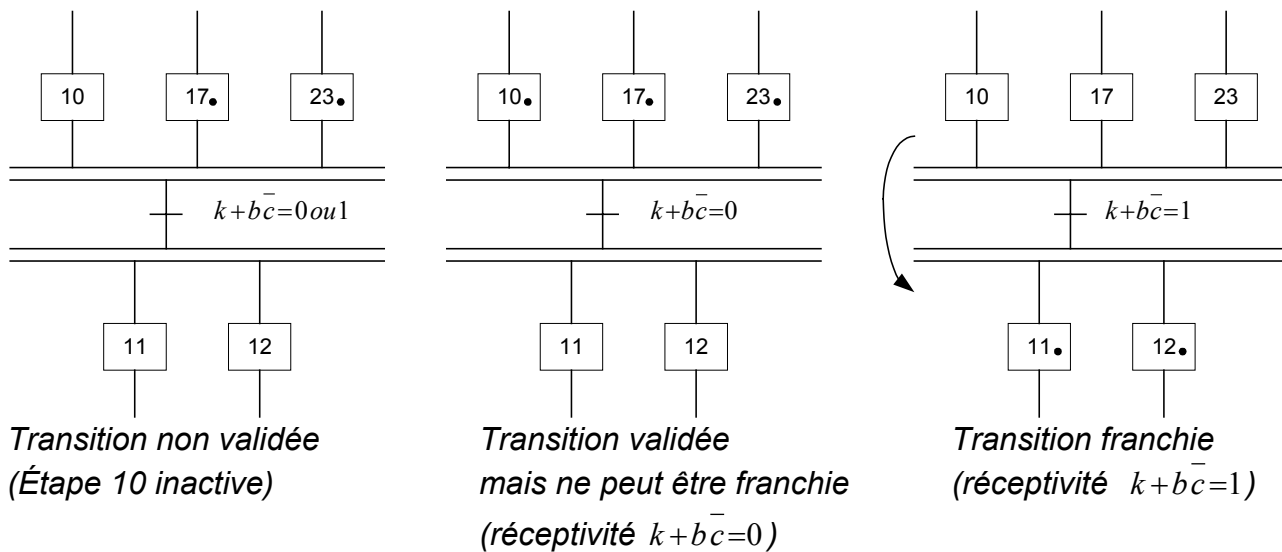 10 17 23 10 17 23 10 17 23
k+bc̅=0ou1 k+bc̅=0 k+bc̅=1
11 12 11 12 11 12
Transition non validée Transition validée Transition franchie
(Étape 10 inactive) mais ne peut être franchie (réceptivité k+bc̅=1)
(réceptivité k+bc̅=0)